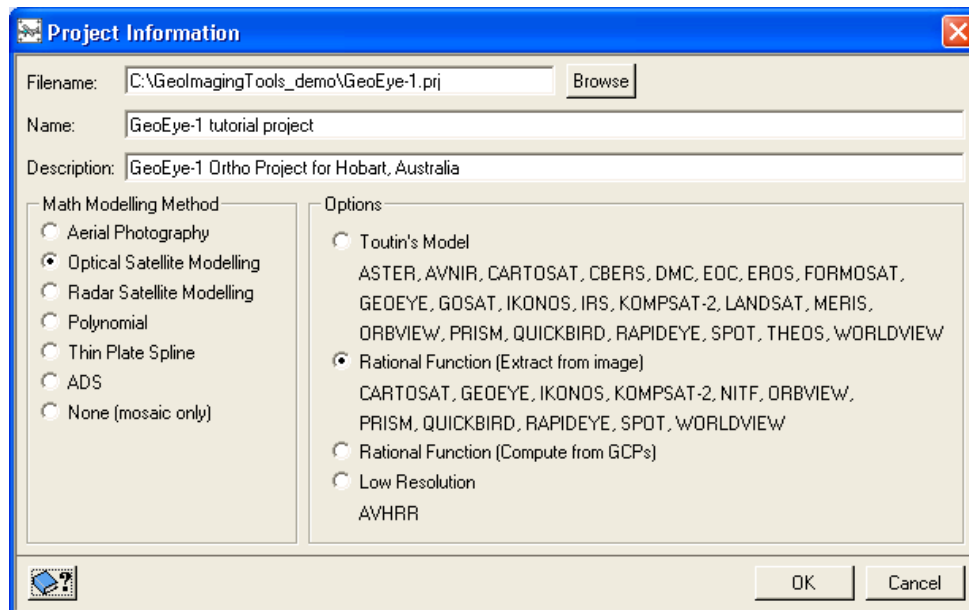 Project Information
Filename: C:\GeoImagingTools_demo\GeoEye-1.prj Browse
Name: GeoEye-1 tutorial project
Description: GeoEye-1 Ortho Project for Hobart, Australia
Math Modelling Method
Aerial Photography
Optical Satellite Modelling
Radar Satellite Modelling
Polynomial
Thin Plate Spline
ADS
None (mosaic only)
Options
Toutin's Model
ASTER, AVNIR, CARTOSAT, CBERS, DMC, EOC, EROS, FORMOSAT,
GEOEYE, GOSAT, IKONOS, IRS, KOMPSAT-2, LANDSAT, MERIS,
ORBVIEW, PRISM, QUICKBIRD, RAPIDEYE, SPOT, THEOS, WORLDVIEW
Rational Function (Extract from image)
CARTOSAT, GEOEYE, IKONOS, KOMPSAT-2, NITF, ORBVIEW,
PRISM, QUICKBIRD, RAPIDEYE, SPOT, WORLDVIEW
Rational Function (Compute from GCPs)
Low Resolution
AVHRR
?
OK Cancel